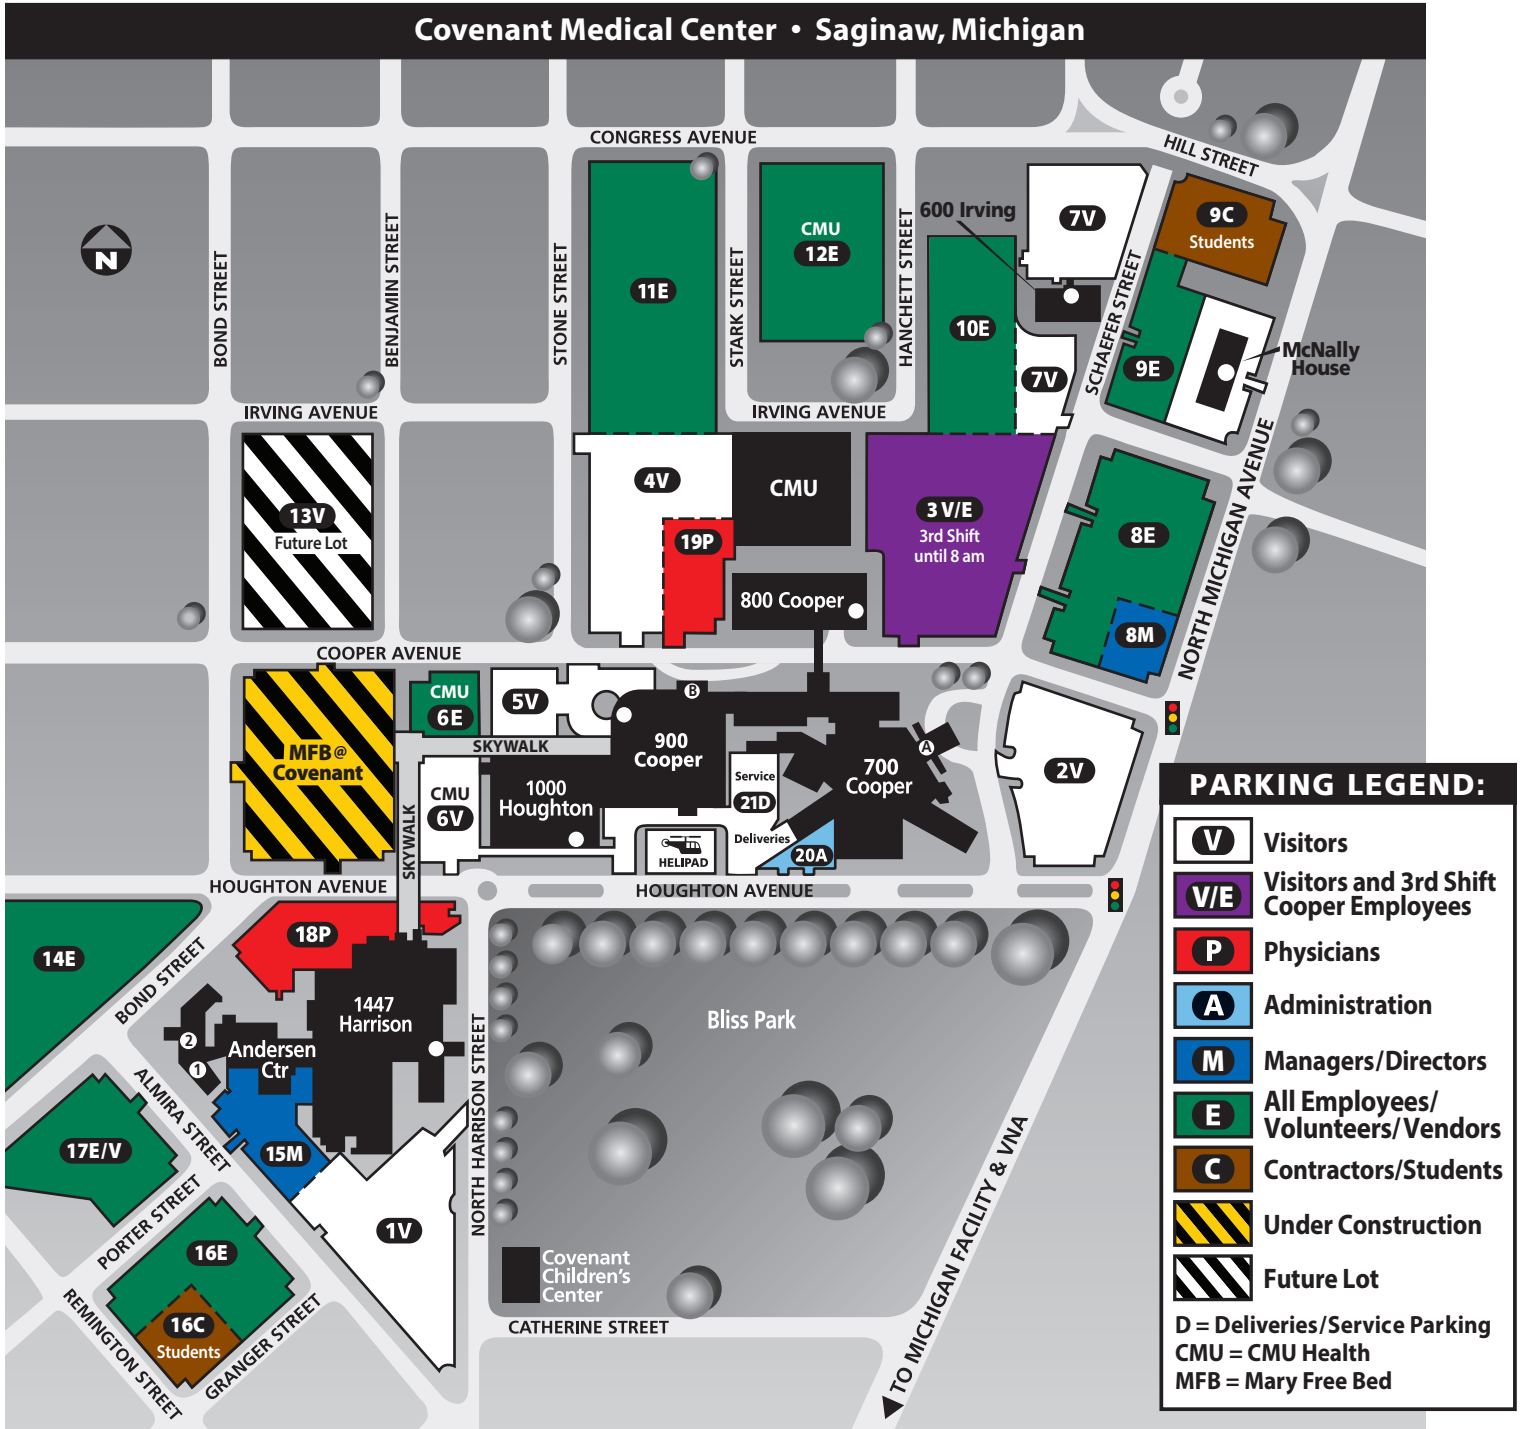 Covenant Medical Center • Saginaw, Michigan
CONGRESS AVENUE
HILL STREET
N
BOND STREET
BENJAMIN STREET
STONE STREET
STARK STREET
HANCHETT STREET
SCHAEFER STREET
11E
CMU
12E
600 Irving
7V
9C
Students
10E
7V
9E
McNally
House
IRVING AVENUE
IRVING AVENUE
NORTH MICHIGAN AVENUE
13V
Future Lot
4V
19P
CMU
3 V/E
3rd Shift
until 8 am
8E
8M
800 Cooper
COOPER AVENUE
MFB @
Covenant
CMU
6E
5V
B
SKYWALK
SKYWALK
900
Cooper
A
700
Cooper
2V
CMU
6V
1000
Houghton
Service
21D
Deliveries
HELIPAD
20A
HOUGHTON AVENUE
HOUGHTON AVENUE
14E
BOND STREET
18P
1447
Harrison
Andersen
Ctr
2
1
ALMIRA STREET
15M
17E/V
PORTER STREET
16E
16C
Students
REMINGTON STREET
GRANGER STREET
1V
NORTH HARRISON STREET
Bliss Park
Covenant
Children's
Center
CATHERINE STREET
TO MICHIGAN FACILITY & VNA
PARKING LEGEND:
V Visitors
V/E Visitors and 3rd Shift
Cooper Employees
P Physicians
A Administration
M Managers/Directors
E All Employees/
Volunteers/Vendors
C Contractors/Students
Under Construction
Future Lot
D = Deliveries/Service Parking
CMU = CMU Health
MFB = Mary Free Bed